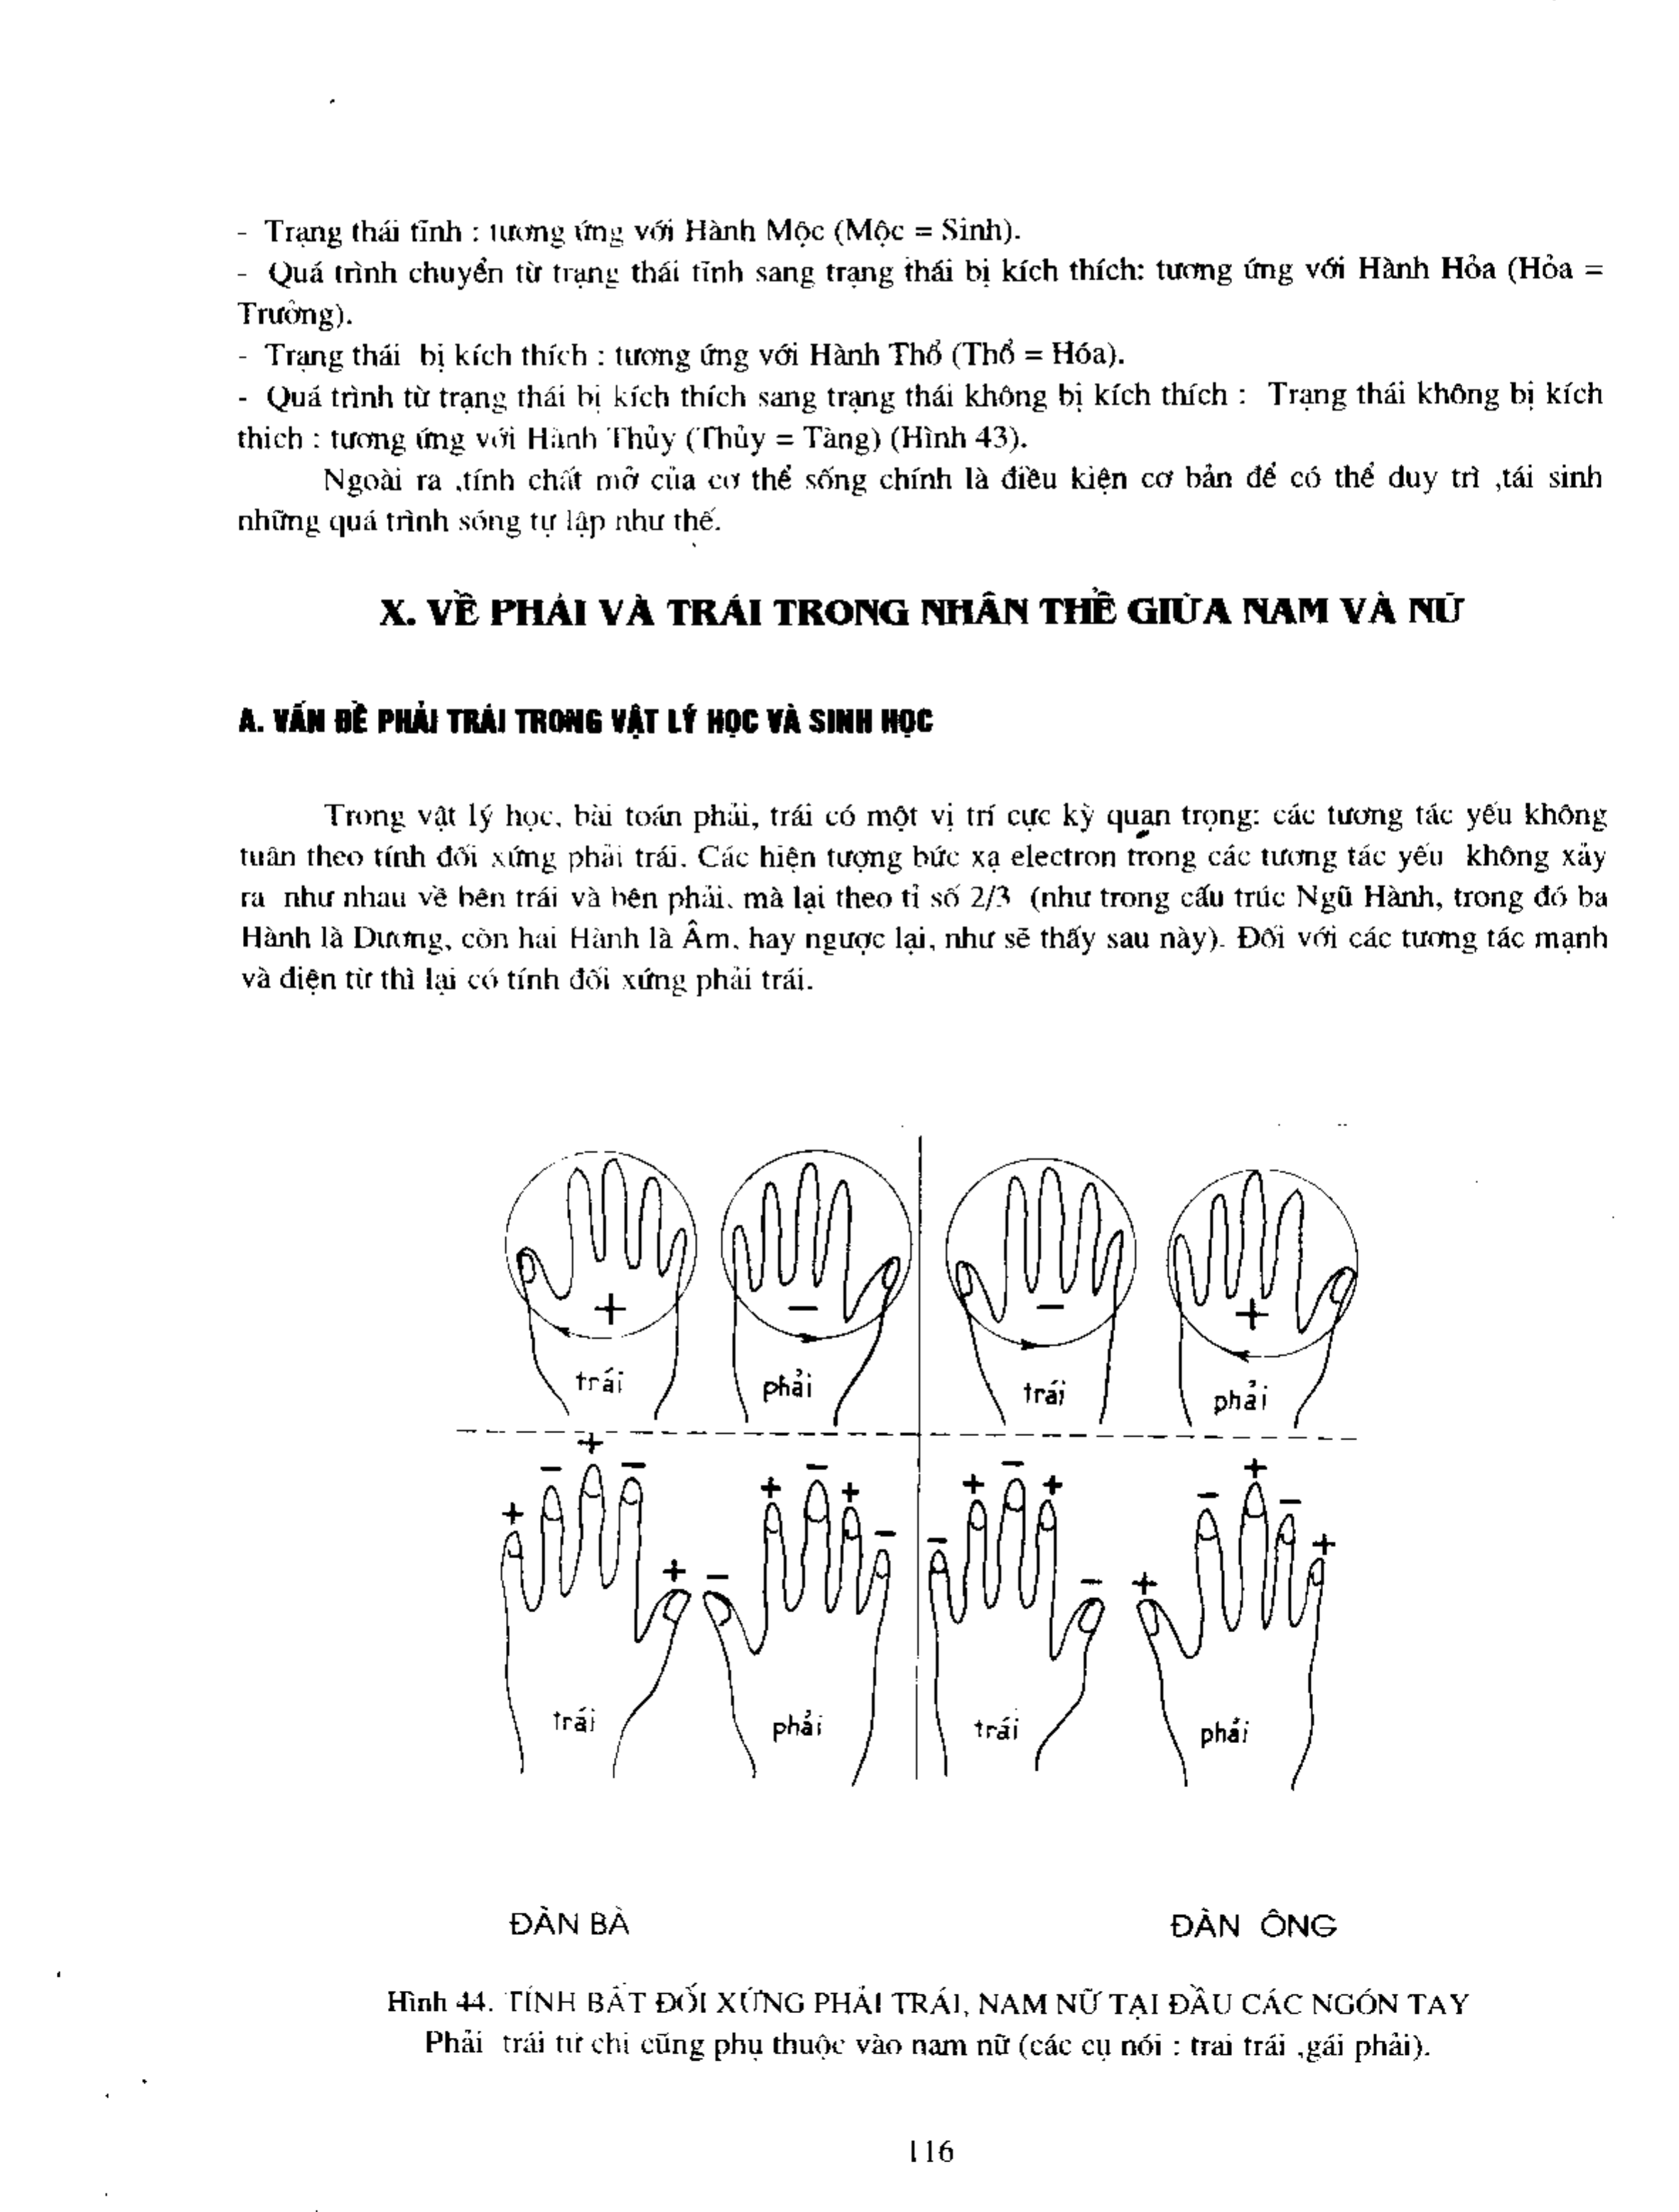 - Trạng thái tĩnh : tương ứng với Hành Mộc (Mộc = Sinh).
- Quá trình chuyển từ trạng thái tĩnh sang trạng thái bị kích thích: tương ứng với Hành Hỏa (Hỏa =
Trưởng).
- Trạng thái bị kích thích : tương ứng với Hành Thổ (Thổ = Hóa).
- Quá trình từ trạng thái bị kích thích sang trạng thái không bị kích thích : Trạng thái không bị kích
thích : tương ứng với Hành Thủy (Thủy = Tàng) (Hình 43).
Ngoài ra ,tính chất mở của cơ thể sống chính là điều kiện cơ bản để có thể duy trì ,tái sinh
những quá trình sóng tự lập như thế.
X. VỀ PHẢI VÀ TRÁI TRONG NHÂN THỂ GIỮA NAM VÀ NỮ
A. VẤN ĐỀ PHẢI TRÁI TRONG VẬT LÝ HỌC VÀ SINH HỌC
Trong vật lý học, bài toán phải, trái có một vị trí cực kỳ quan trọng: các tương tác yếu không
tuân theo tính đối xứng phải trái. Các hiện tượng bức xạ electron trong các tương tác yếu không xảy
ra như nhau về bên trái và bên phải, mà lại theo tỉ số 2/3 (như trong cấu trúc Ngũ Hành, trong đó ba
Hành là Dương, còn hai Hành là Âm, hay ngược lại, như sẽ thấy sau này). Đối với các tương tác mạnh
và điện từ thì lại có tính đối xứng phải trái.
+ − − +
trái phải trái phải
+ − + − + − + − + − − + − + − + − + − +
trái phải trái phải
ĐÀN BÀ ĐÀN ÔNG
Hình 44. TÍNH BẤT ĐỐI XỨNG PHẢI TRÁI, NAM NỮ TẠI ĐẦU CÁC NGÓN TAY
Phải trái tứ chi cũng phụ thuộc vào nam nữ (các cụ nói : trai trái ,gái phải).
116